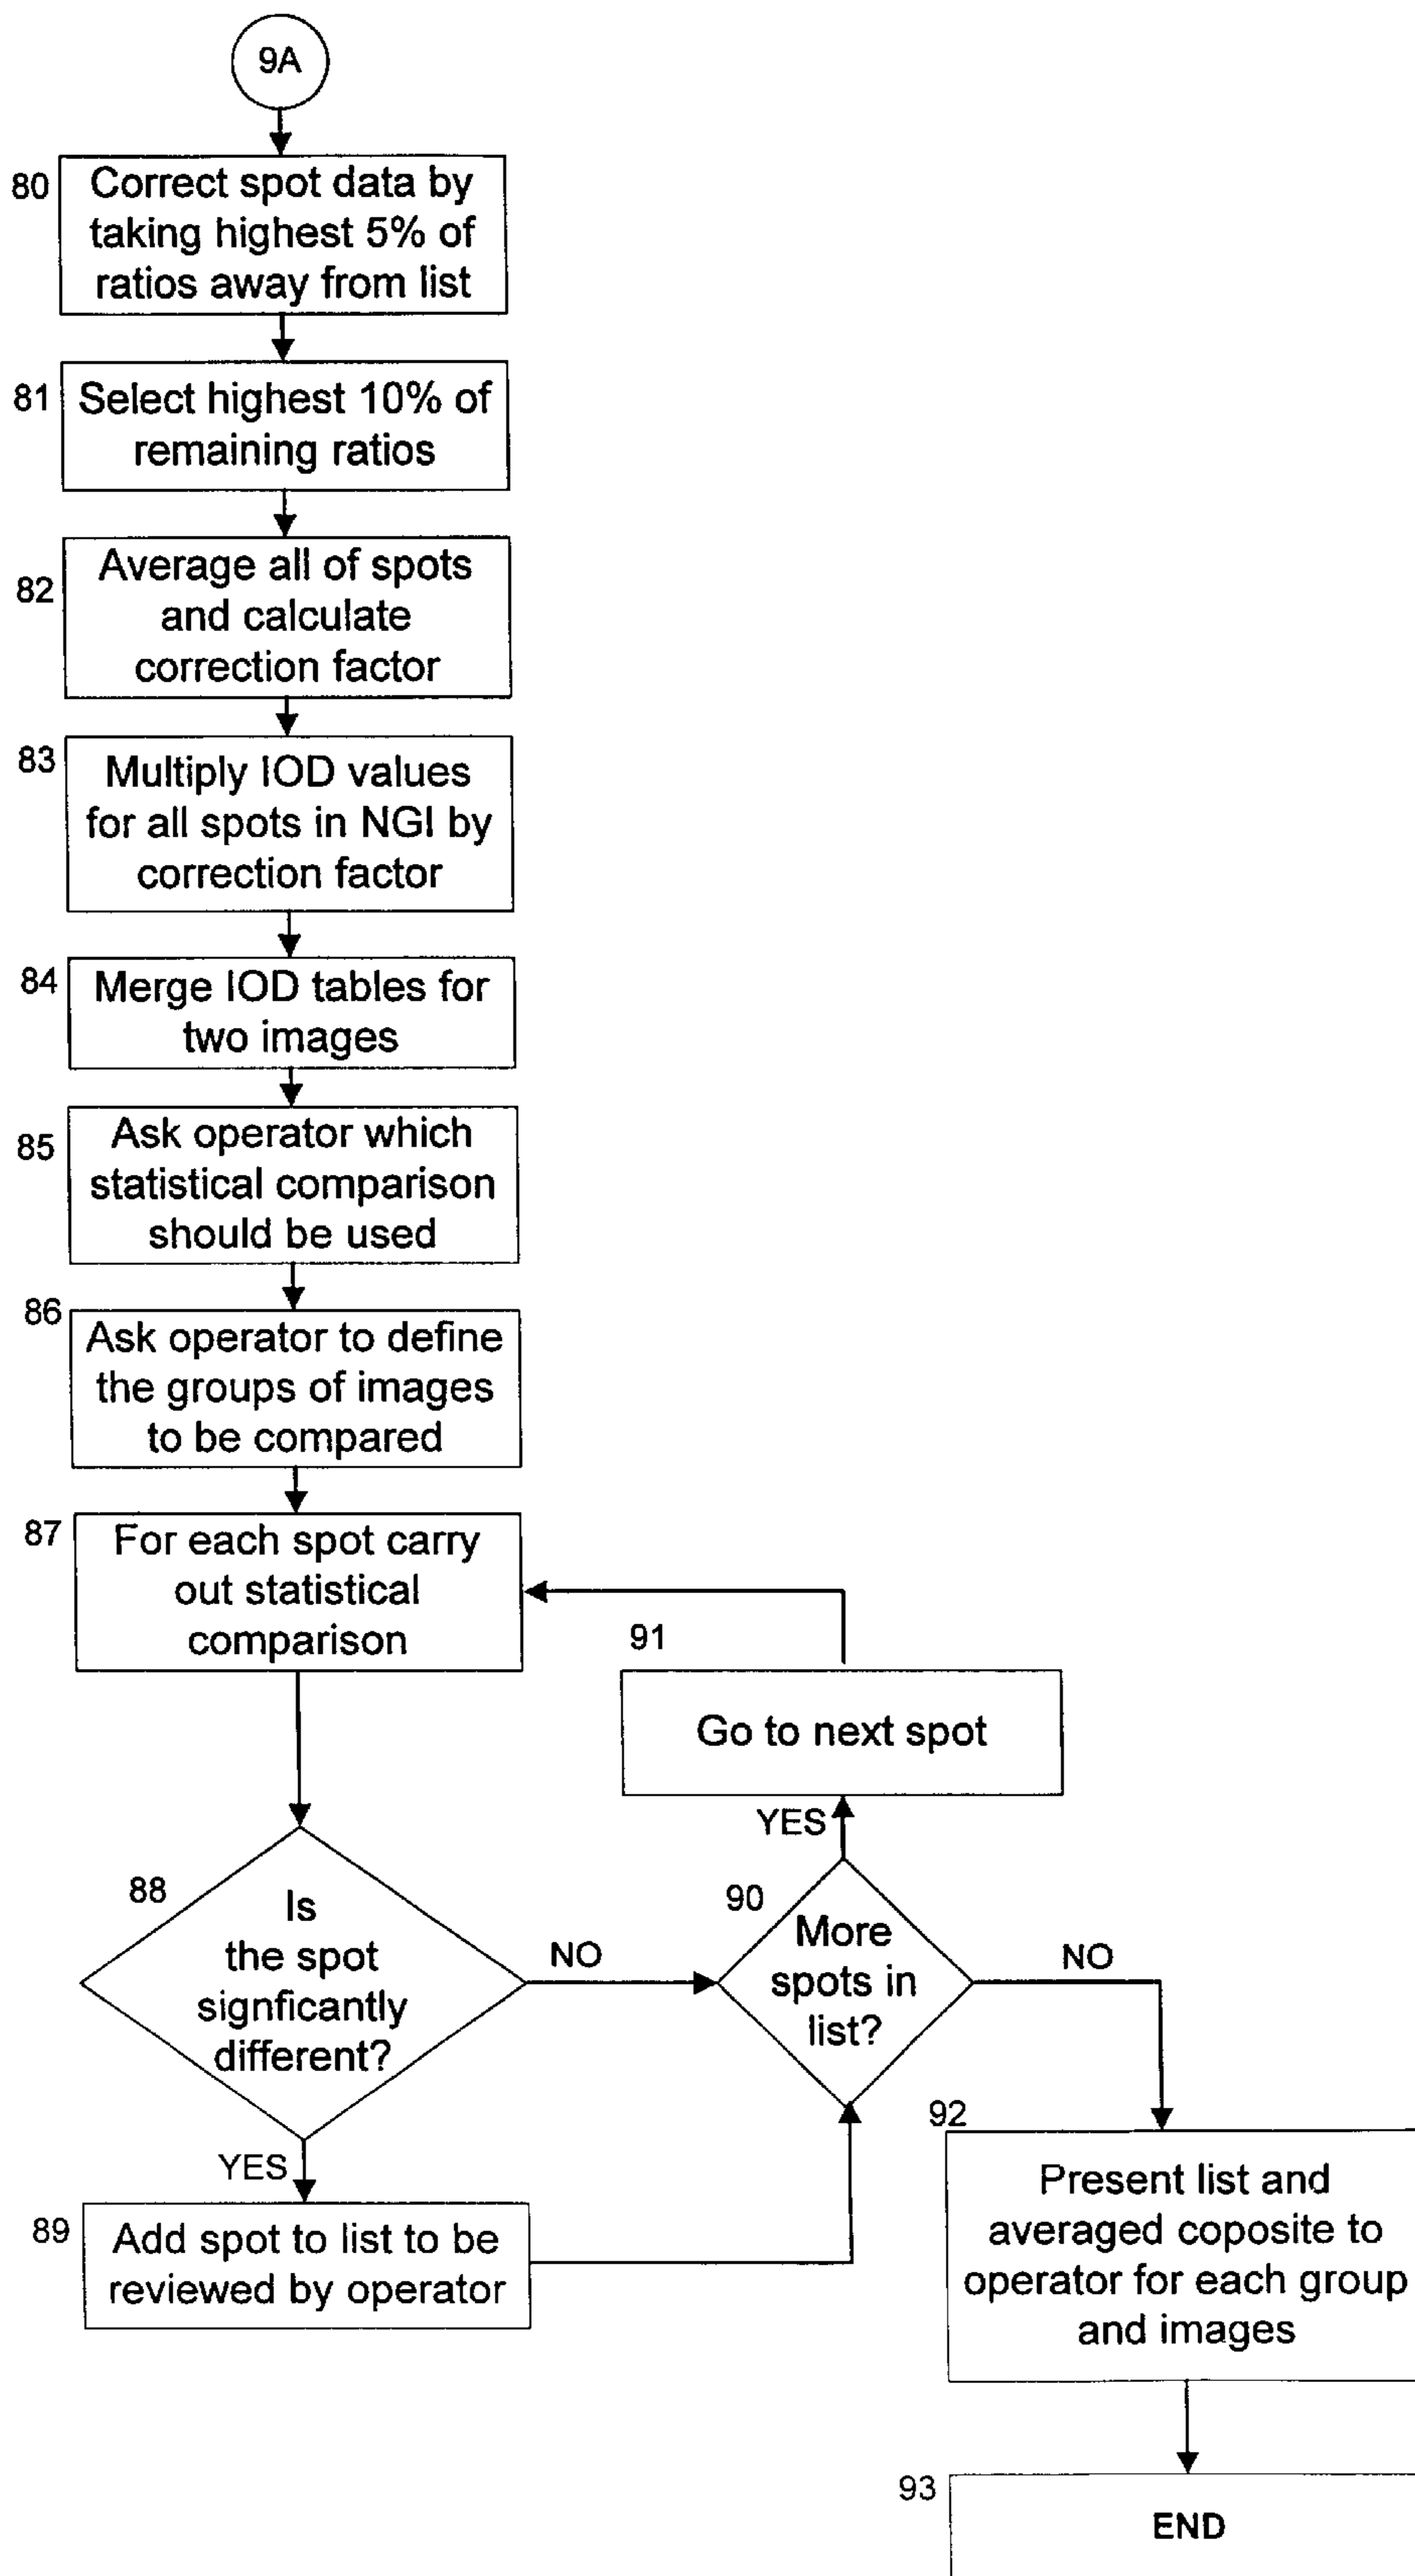 9A
80
Correct spot data by
taking highest 5% of
ratios away from list
81
Select highest 10% of
remaining ratios
82
Average all of spots
and calculate
correction factor
83
Multiply IOD values
for all spots in NGI by
correction factor
84
Merge IOD tables for
two images
85
Ask operator which
statistical comparison
should be used
86
Ask operator to define
the groups of images
to be compared
87
For each spot carry
out statistical
comparison
91
Go to next spot
YES
88
Is
the spot
signficantly
different?
NO
90
More
spots in
list?
NO
YES
89
Add spot to list to be
reviewed by operator
92
Present list and
averaged coposite to
operator for each group
and images
93
END